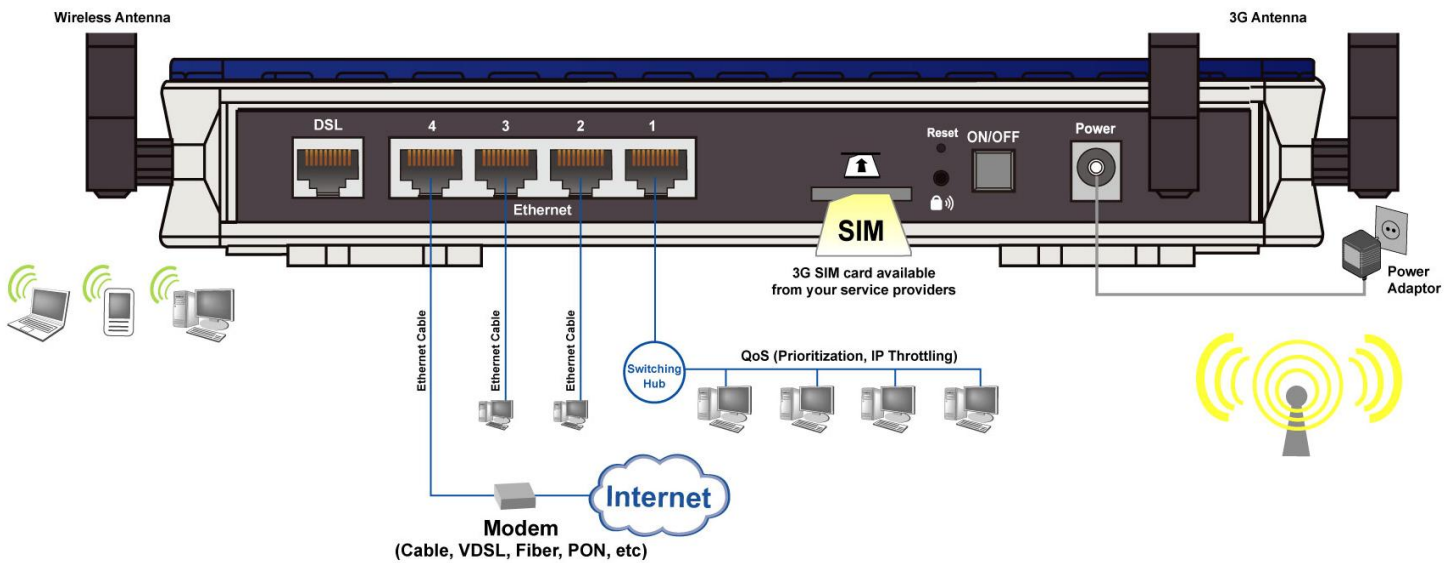 Wireless Antenna
3G Antenna
DSL
4
3
2
1
Ethernet
Reset
ON/OFF
Power
SIM
3G SIM card available
from your service providers
Power
Adaptor
Ethernet Cable
Ethernet Cable
Ethernet Cable
Switching
Hub
QoS (Prioritization, IP Throttling)
Internet
Modem
(Cable, VDSL, Fiber, PON, etc)